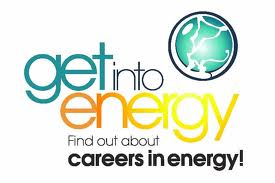 get into
energy
Find out about
careers in energy!